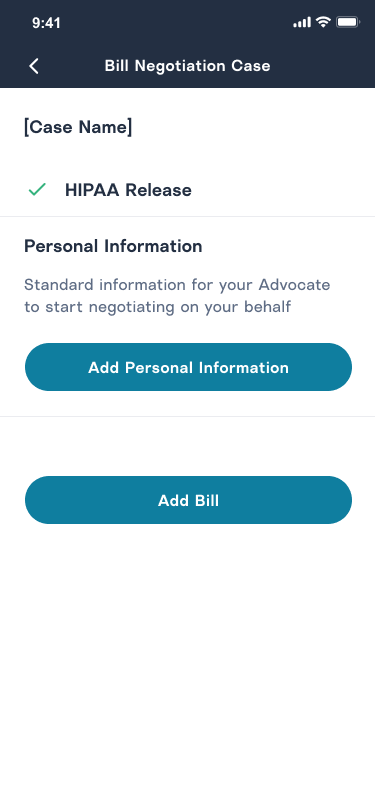 9:41
Bill Negotiation Case
[Case Name]
HIPAA Release
Personal Information
Standard information for your Advocate
to start negotiating on your behalf
Add Personal Information
Add Bill